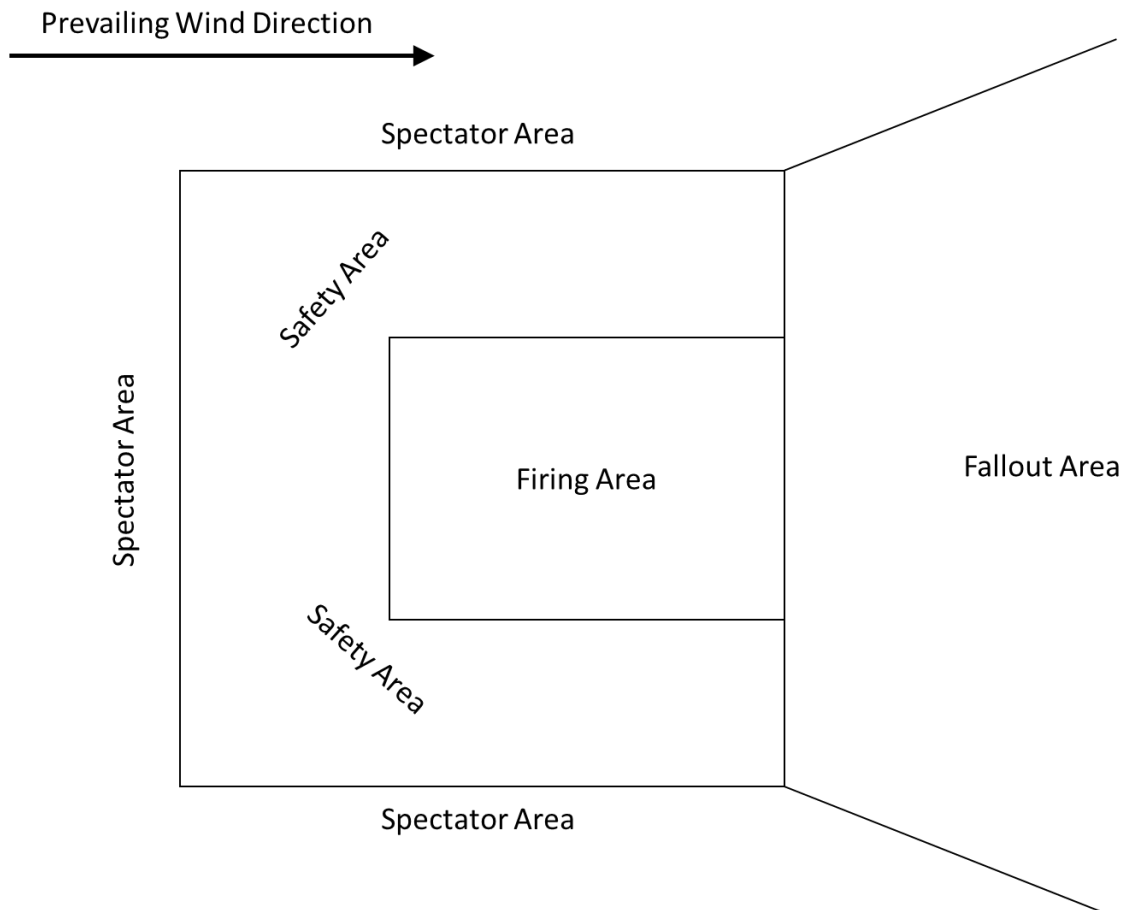 Prevailing Wind Direction
Spectator Area
Safety Area
Spectator Area
Firing Area
Fallout Area
Safety Area
Spectator Area